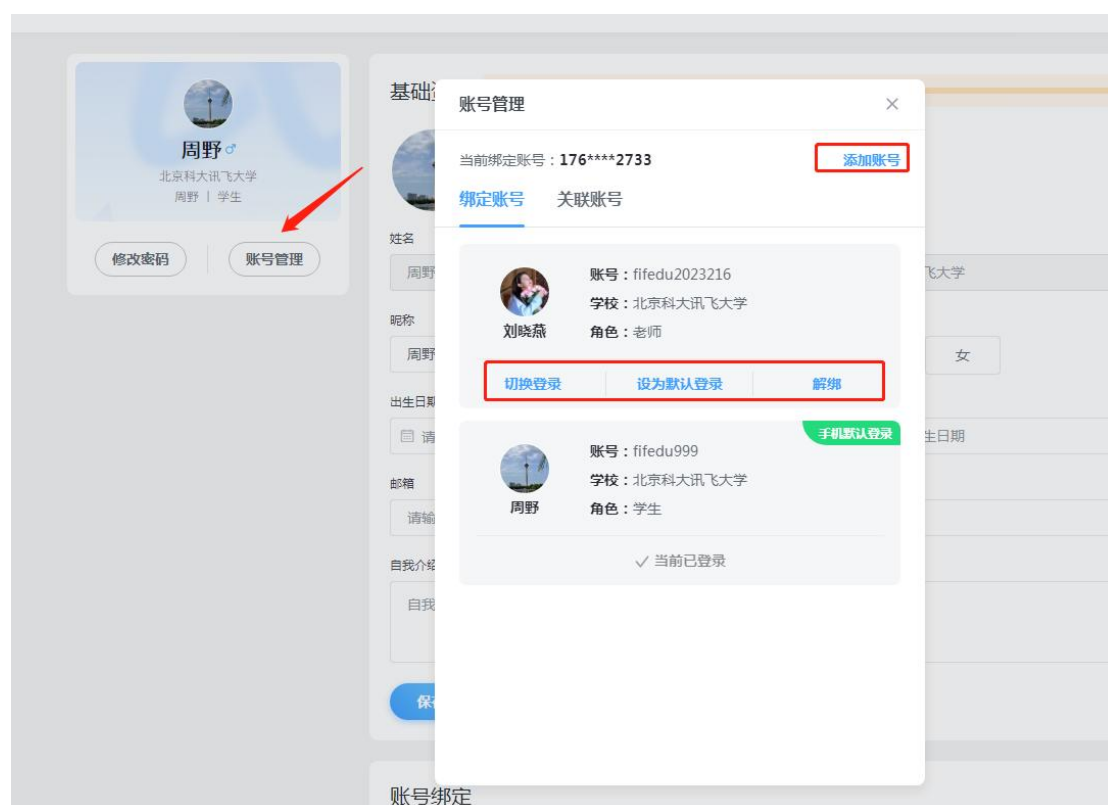 周野
北京科大讯飞大学
周野 | 学生
修改密码
账号管理
基础
姓名
周野
飞大学
昵称
周野
女
出生日期
请
生日期
邮箱
请输
自我介绍
自我
保
账号绑定
账号管理
当前绑定账号：176****2733
添加账号
绑定账号 关联账号
账号：fifedu2023216
学校：北京科大讯飞大学
刘晓燕
角色：老师
切换登录 设为默认登录 解绑
手机默认登录
账号：fifedu999
学校：北京科大讯飞大学
周野
角色：学生
当前已登录